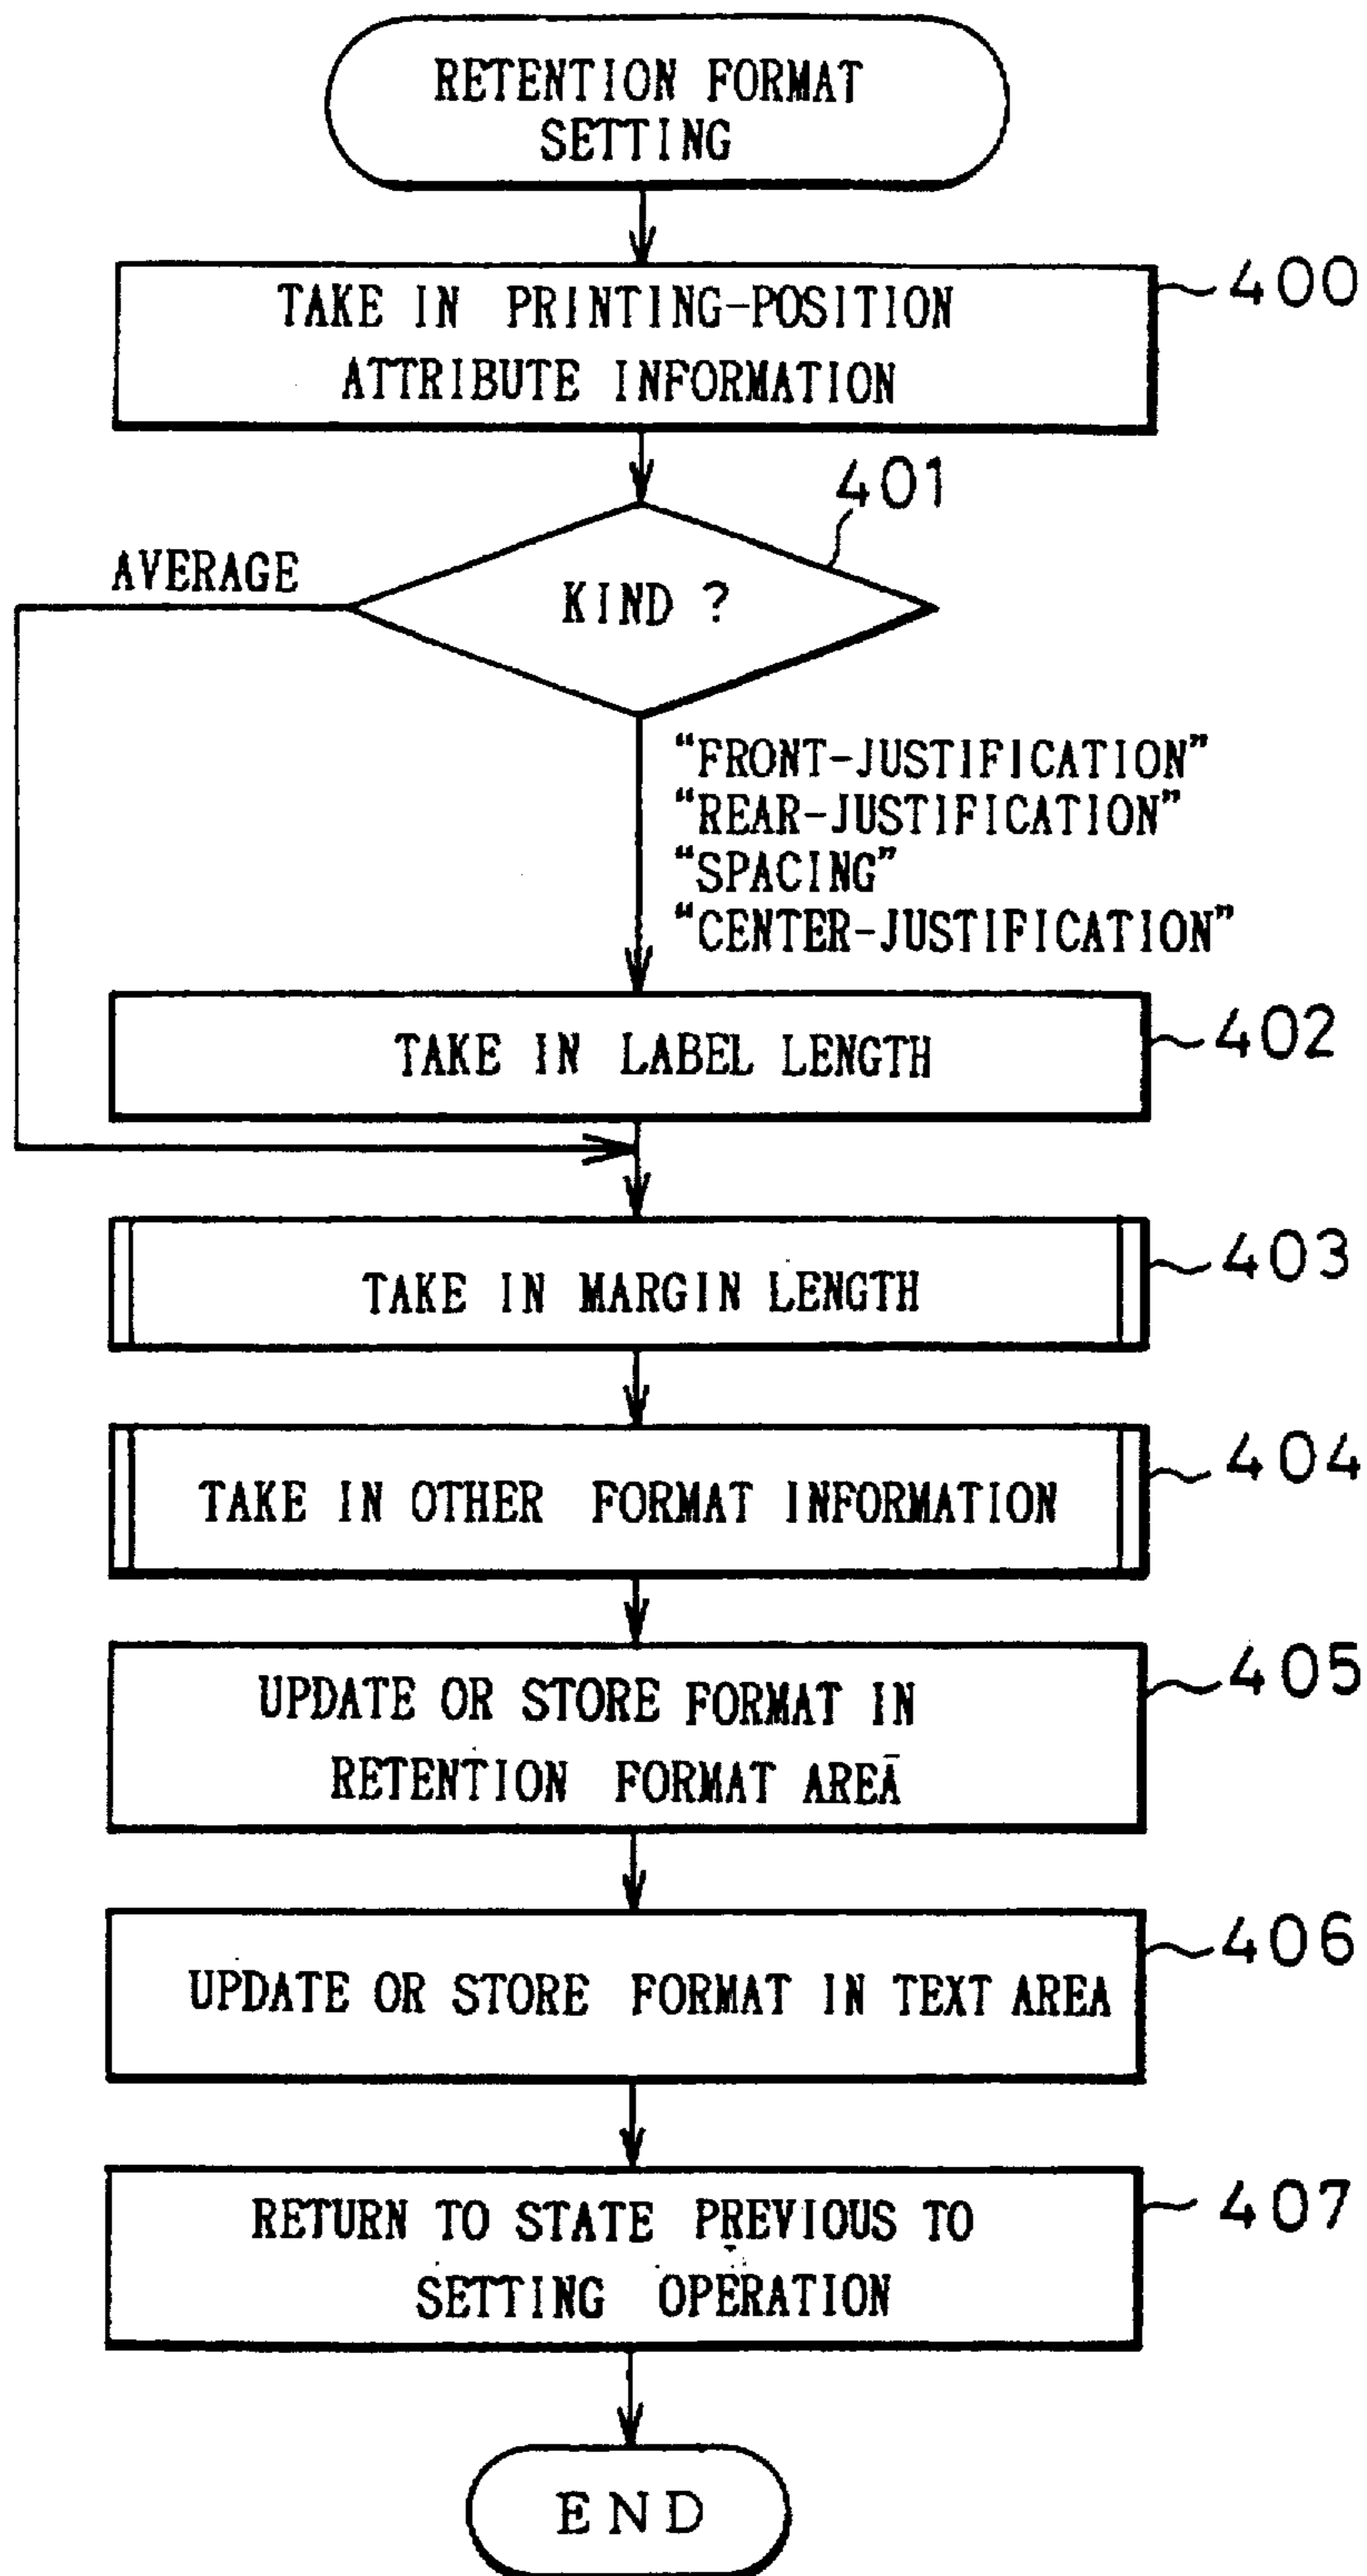 RETENTION FORMAT
SETTING
TAKE IN PRINTING-POSITION
ATTRIBUTE INFORMATION
400
401
AVERAGE
KIND ?
“FRONT-JUSTIFICATION”
“REAR-JUSTIFICATION”
“SPACING”
“CENTER-JUSTIFICATION”
TAKE IN LABEL LENGTH
402
TAKE IN MARGIN LENGTH
403
TAKE IN OTHER FORMAT INFORMATION
404
UPDATE OR STORE FORMAT IN
RETENTION FORMAT AREA
405
UPDATE OR STORE FORMAT IN TEXT AREA
406
RETURN TO STATE PREVIOUS TO
SETTING OPERATION
407
END